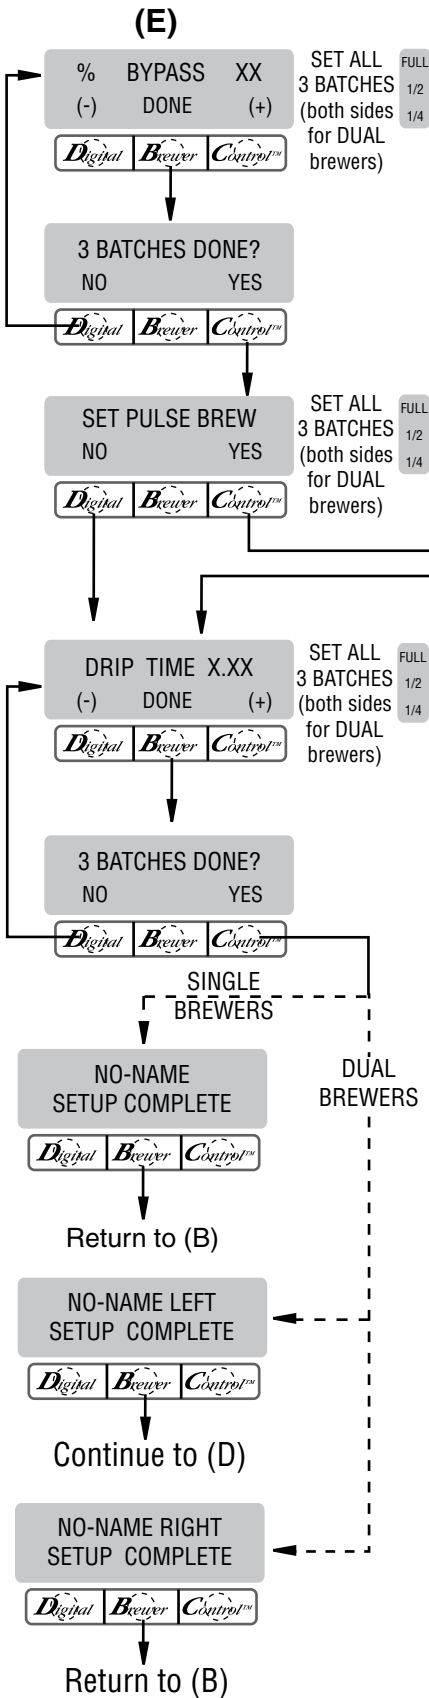 (E)
% BYPASS XX
(-) DONE (+)
SET ALL
3 BATCHES
(both sides
for DUAL
brewers)
FULL
1/2
1/4
Digital Brewer Control™
3 BATCHES DONE?
NO YES
Digital Brewer Control™
SET PULSE BREW
NO YES
SET ALL
3 BATCHES
(both sides
for DUAL
brewers)
FULL
1/2
1/4
Digital Brewer Control™
DRIP TIME X.XX
(-) DONE (+)
SET ALL
3 BATCHES
(both sides
for DUAL
brewers)
FULL
1/2
1/4
Digital Brewer Control™
3 BATCHES DONE?
NO YES
Digital Brewer Control™
SINGLE
BREWERS
DUAL
BREWERS
NO-NAME
SETUP COMPLETE
Digital Brewer Control™
Return to (B)
NO-NAME LEFT
SETUP COMPLETE
Digital Brewer Control™
Continue to (D)
NO-NAME RIGHT
SETUP COMPLETE
Digital Brewer Control™
Return to (B)